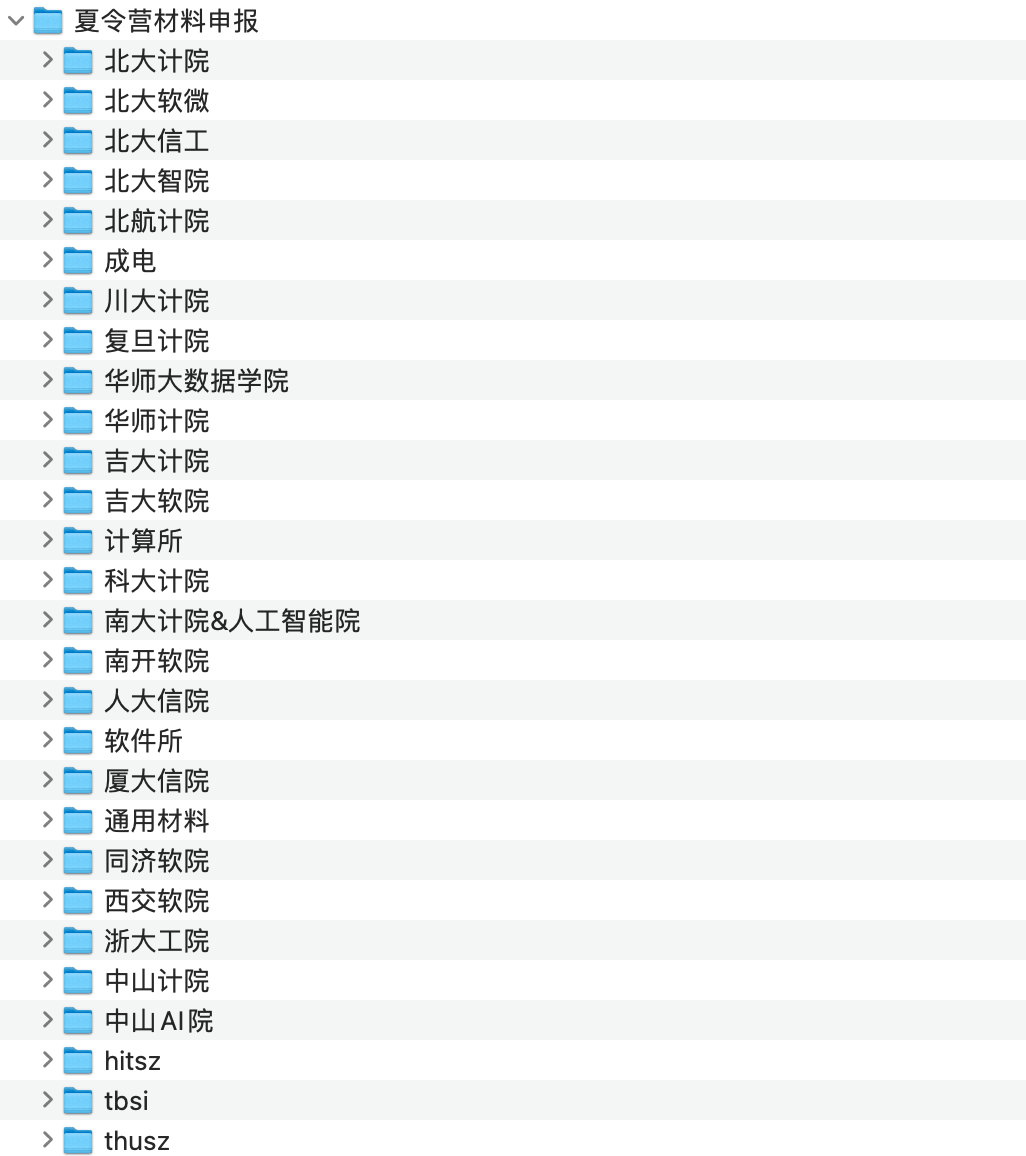 夏令营材料申报
北大计院
北大软微
北大信工
北大智院
北航计院
成电
川大计院
复旦计院
华师大数据学院
华师计院
吉大计院
吉大软院
计算所
科大计院
南大计院&人工智能院
南开软院
人大信院
软件所
厦大信院
通用材料
同济软院
西交软院
浙大工院
中山计院
中山AI院
hitsz
tbsi
thusz